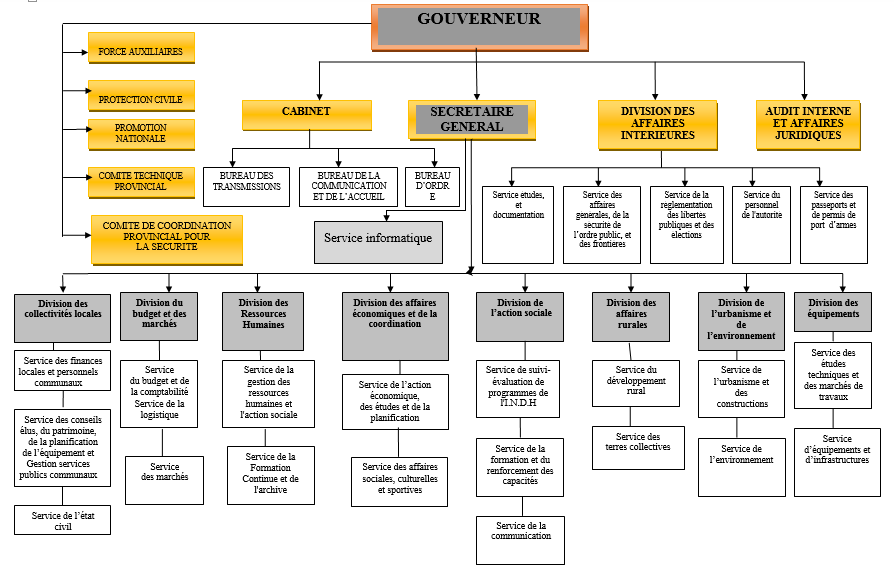 GOUVERNEUR
FORCE AUXILIAIRES
PROTECTION CIVILE
PROMOTION
NATIONALE
COMITE TECHNIQUE
PROVINCIAL
COMITE DE COORDINATION
PROVINCIAL POUR
LA SECURITE
CABINET
SECRETAIRE
GENERAL
DIVISION DES
AFFAIRES
INTERIEURES
AUDIT INTERNE
ET AFFAIRES
JURIDIQUES
BUREAU DES
TRANSMISSIONS
BUREAU DE LA
COMMUNICATION
ET DE L'ACCUEIL
BUREAU
D'ORDR
E
Service etudes,
et
documentation
Service des
affaires
generales, de la
securite de
l'ordre public, et
des frontieres
Service de la
règlementation
des libertes
publiques et des
elections
Service du
personnel
de l'autorite
Service des
passeports et
de permis de
port d'armes
Service informatique
Division des
collectivités locales
Service des finances
locales et personnels
communaux
Service des conseils
élus, du patrimoine,
de la planification
de l'équipement et
Gestion services
publics communaux
Service de l'état
civil
Division du
budget et des
marchés
Service
du budget et de
la comptabilité
Service de la
logistique
Service
des marchés
Division des
Ressources
Humaines
Service de la
gestion des
ressources
humaines et
l'action sociale
Service de la
Formation
Continue et de
l'archive
Division des affaires
économiques et de la
coordination
Service de l'action
économique,
des études et de la
planification
Service des affaires
sociales, culturelles
et sportives
Division de
l'action sociale
Service de suivi-
évaluation de
programmes de
l'I.N.D.H
Service de la
formation et du
renforcement des
capacités
Service de la
communication
Division des
affaires
rurales
Service du
développement
rural
Service des
terres collectives
Division de
l'urbanisme et
de
l'environnement
Service de
l'urbanisme et
des
constructions
Service de
l'environnement
Division des
équipements
Service des
études
techniques et
des marchés de
travaux
Service
d'équipements et
d'infrastructures